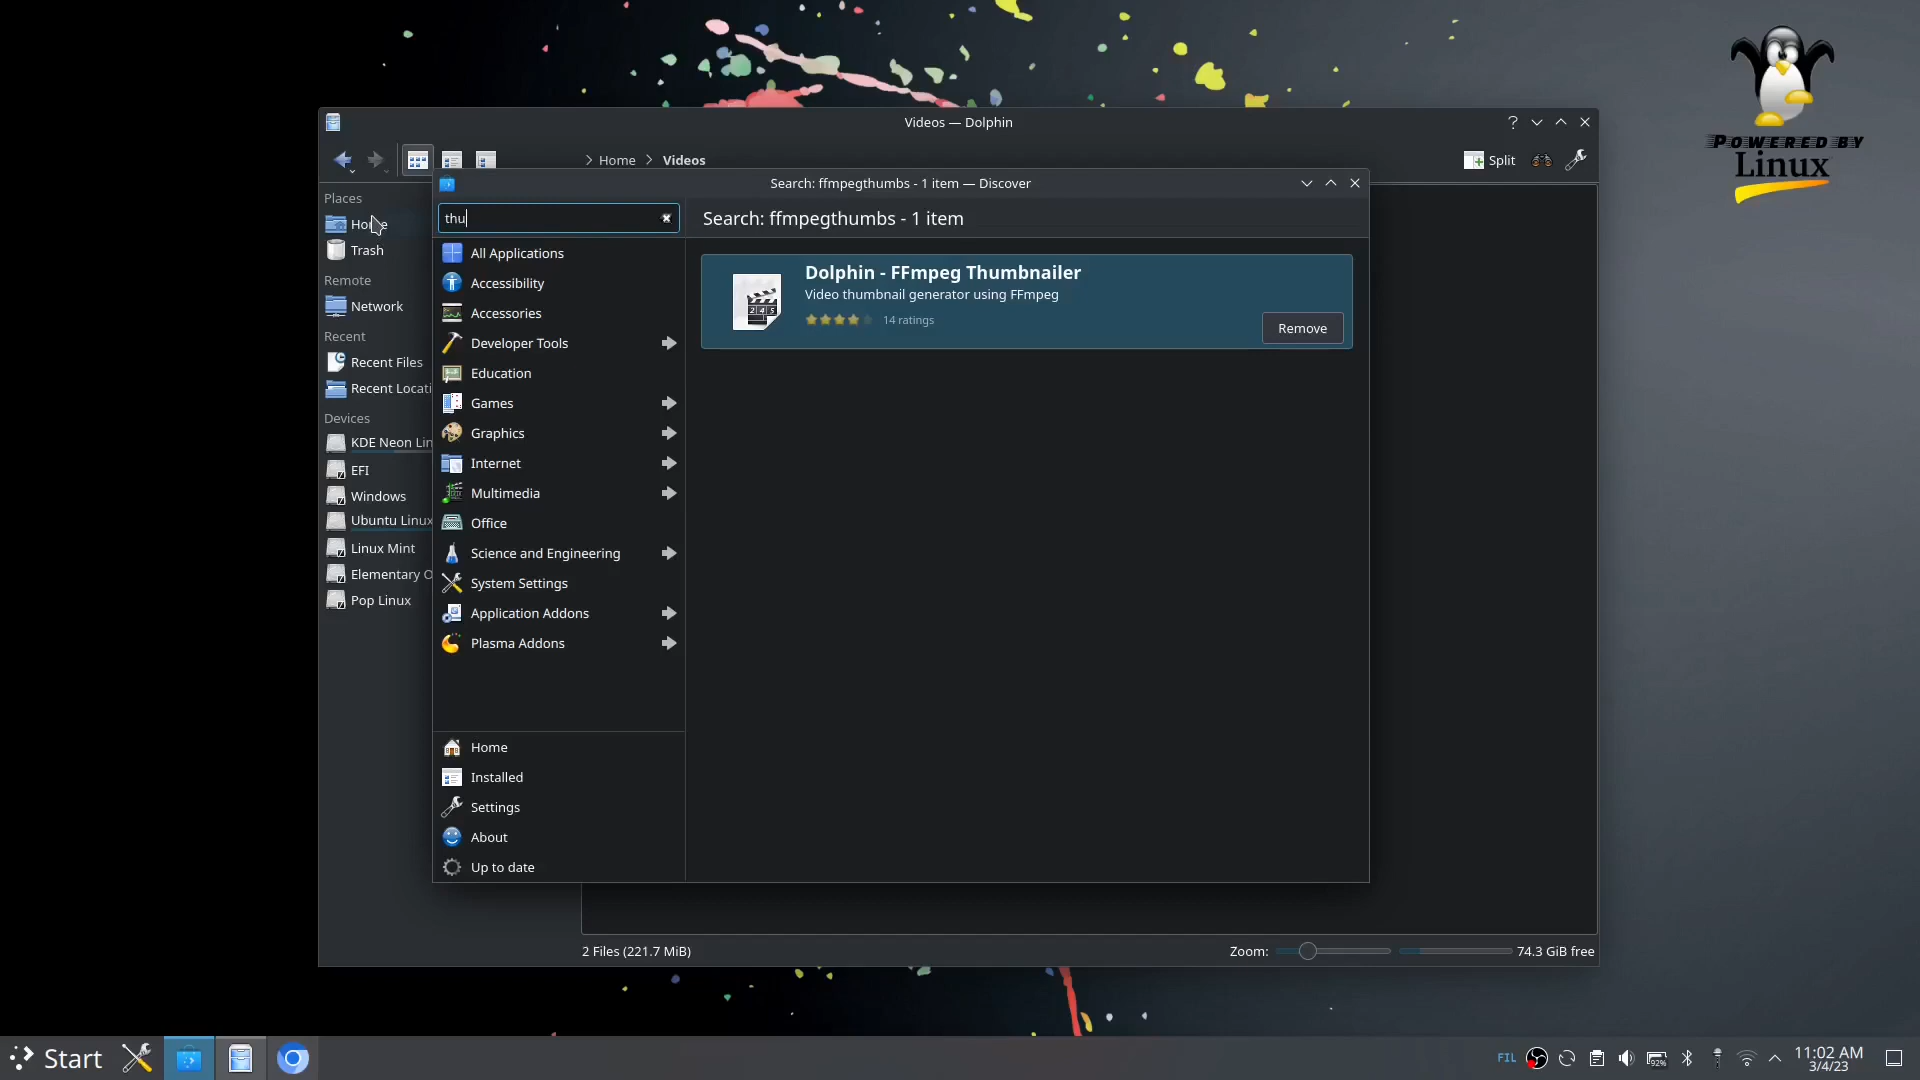 POWERED BY
Linux
Videos — Dolphin
Home
Videos
Split
Places
Home
Trash
Remote
Network
Recent
Recent Files
Recent Locati
Devices
KDE Neon Lin
EFI
Windows
Ubuntu Linux
Linux Mint
Elementary O
Pop Linux
Search: ffmpegthumbs - 1 item — Discover
thu
Search: ffmpegthumbs - 1 item
All Applications
Accessibility
Accessories
Developer Tools
Education
Games
Graphics
Internet
Multimedia
Office
Science and Engineering
System Settings
Application Addons
Plasma Addons
Home
Installed
Settings
About
Up to date
Dolphin - FFmpeg Thumbnailer
Video thumbnail generator using FFmpeg
14 ratings
Remove
2 4 5
2 Files (221.7 MiB)
Zoom:
74.3 GiB free
Start
FIL
92%
11:02 AM
3/4/23